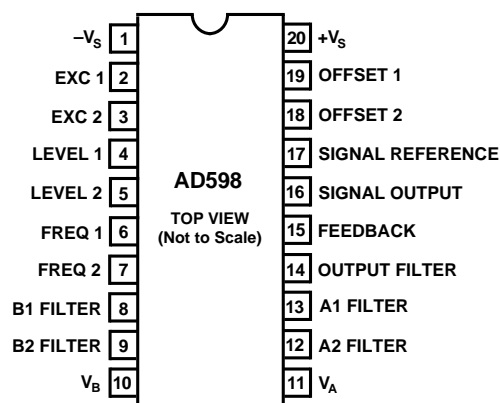 –VS 1
EXC 1 2
EXC 2 3
LEVEL 1 4
LEVEL 2 5
FREQ 1 6
FREQ 2 7
B1 FILTER 8
B2 FILTER 9
VB 10
AD598
TOP VIEW
(Not to Scale)
20 +VS
19 OFFSET 1
18 OFFSET 2
17 SIGNAL REFERENCE
16 SIGNAL OUTPUT
15 FEEDBACK
14 OUTPUT FILTER
13 A1 FILTER
12 A2 FILTER
11 VA